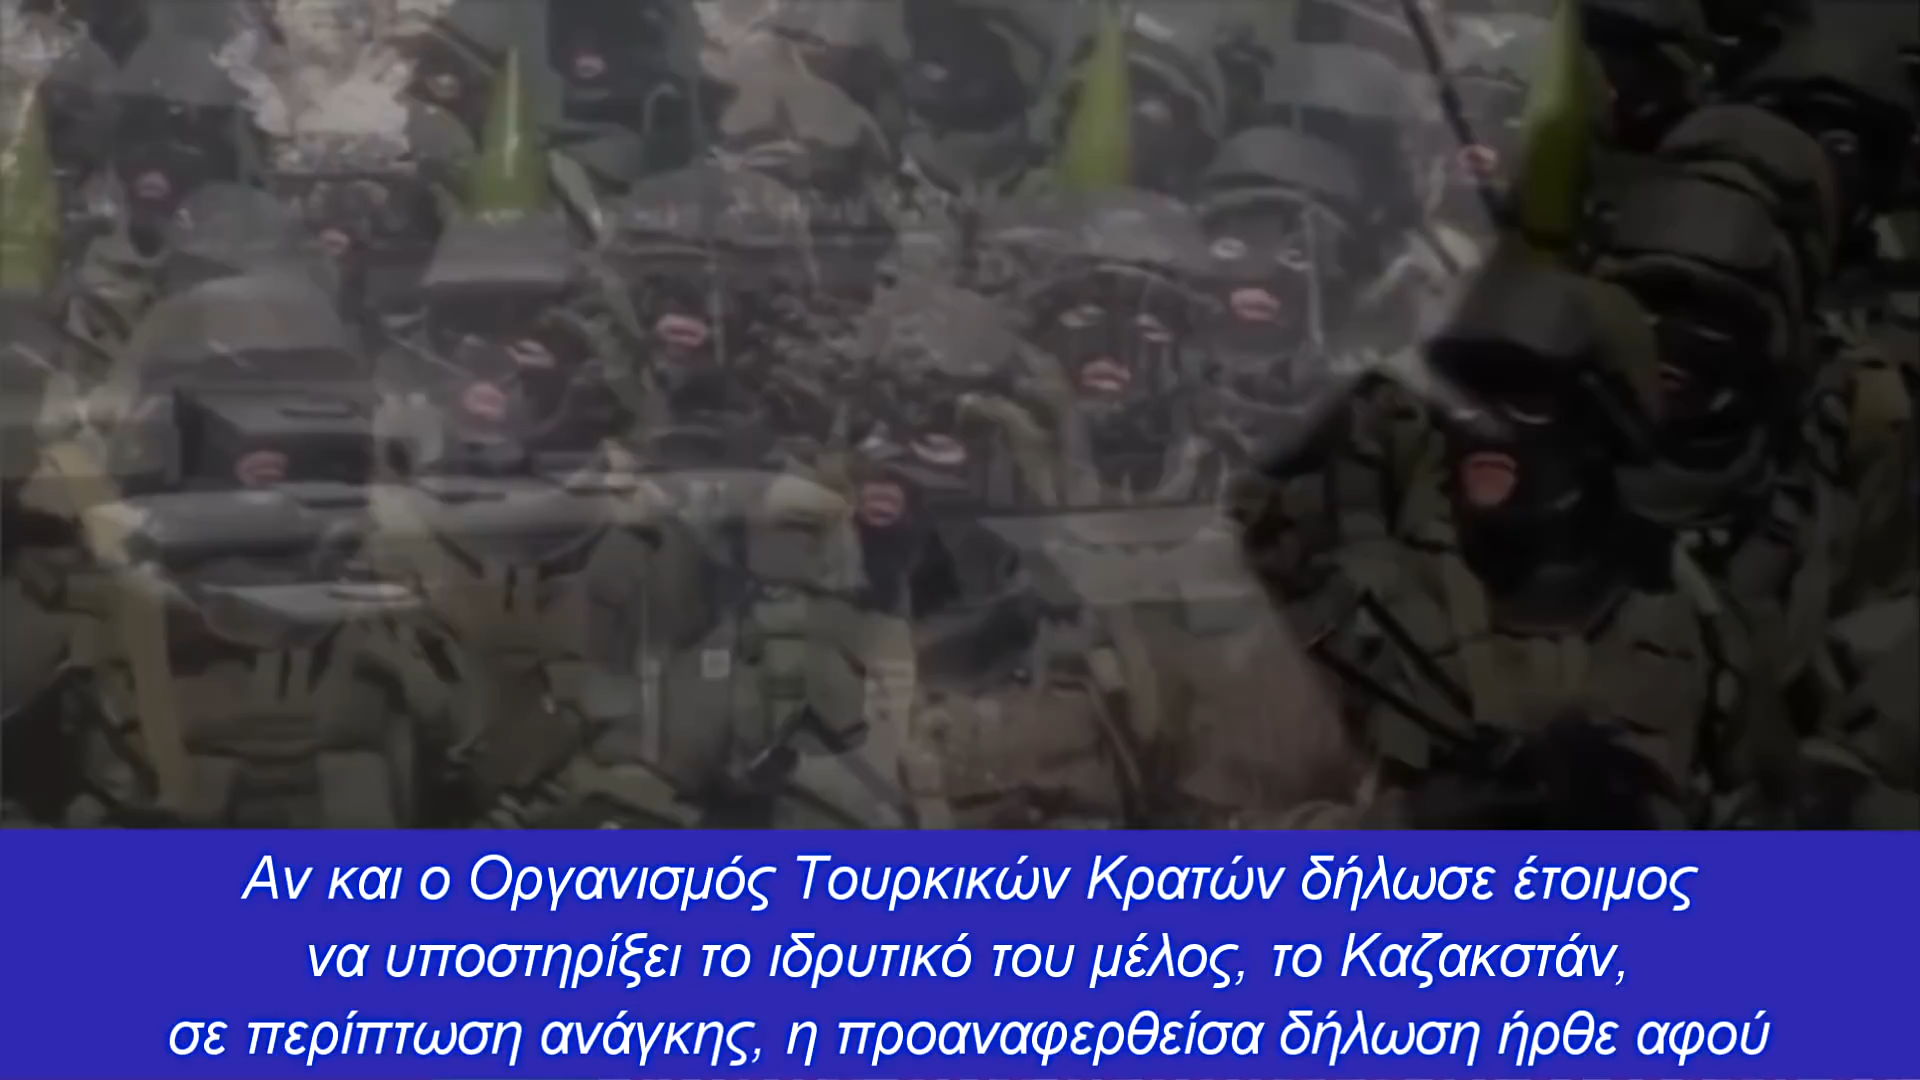 Αν και ο Οργανισμός Τουρκικών Κρατών δήλωσε έτοιμος
να υποστηρίξει το ιδρυτικό του μέλος, το Καζακστάν,
σε περίπτωση ανάγκης, η προαναφερθείσα δήλωση ήρθε αφού